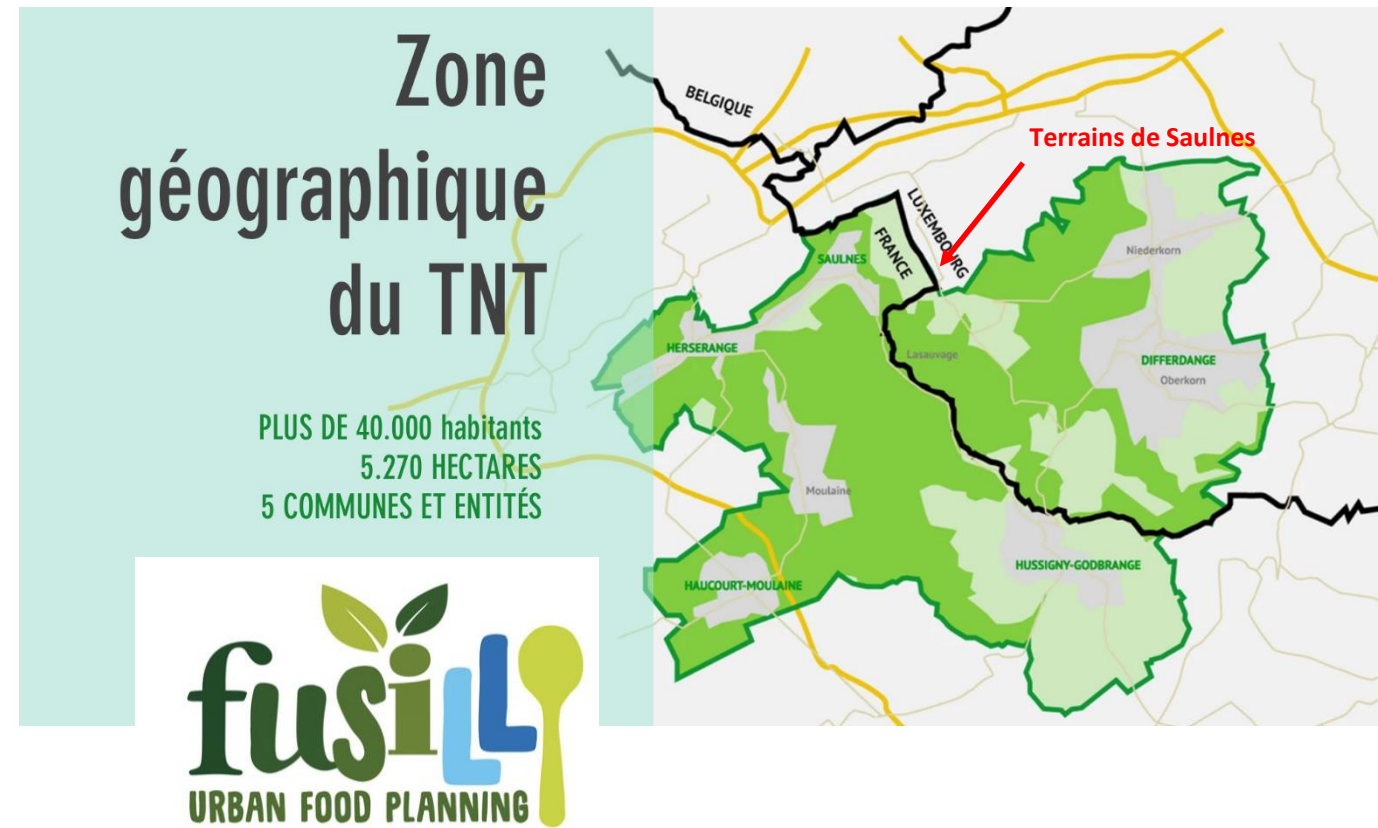 Zone
géographique
du TNT
PLUS DE 40.000 habitants
5.270 HECTARES
5 COMMUNES ET ENTITÉS
fusilli
URBAN FOOD PLANNING
BELGIQUE
Terrains de Saulnes
LUXEMBOURG
FRANCE
SAULNES
Niederkorn
HERSERANGE
Lasauvage
DIFFERDANGE
Oberkorn
Moulaine
HUSSIGNY-GODBRANGE
HAUCOURT-MOULAINE